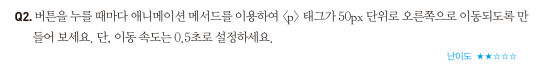 Q2. 버튼을 누를 때마다 애니메이션 메서드를 이용하여 <p> 태그가 50px 단위로 오른쪽으로 이동되도록 만
들어 보세요. 단, 이동 속도는 0.5초로 설정하세요.
난이도 ★★☆☆☆